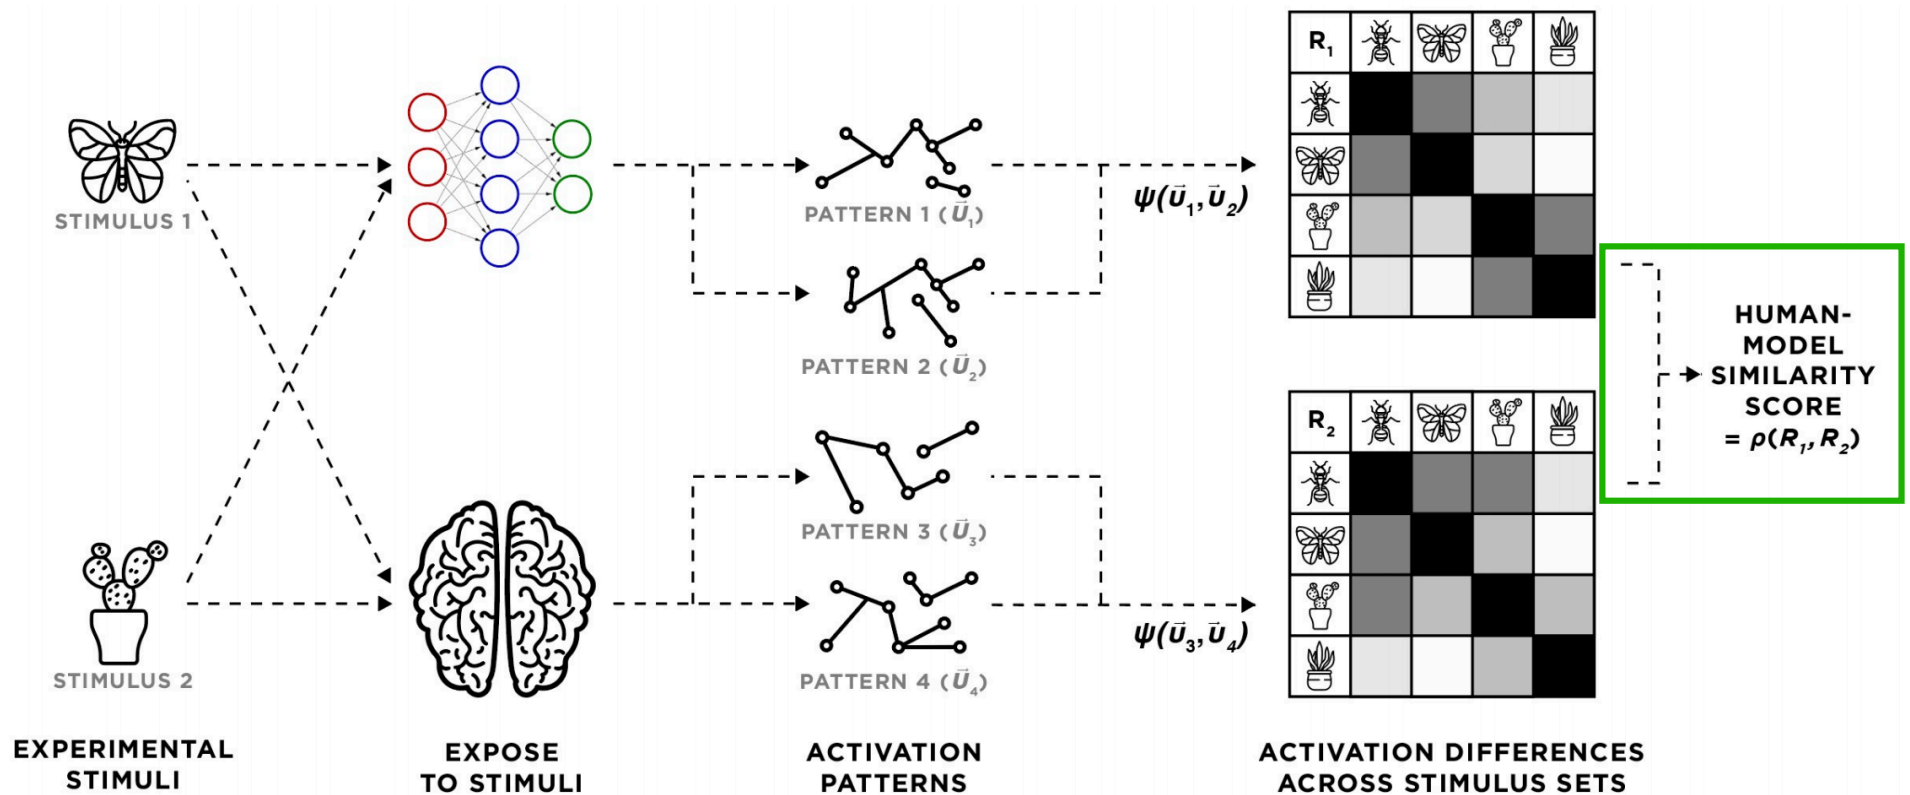 STIMULUS 1
STIMULUS 2
EXPERIMENTAL
STIMULI
EXPOSE
TO STIMULI
PATTERN 1 (U⃗₁)
PATTERN 2 (U⃗₂)
PATTERN 3 (U⃗₃)
PATTERN 4 (U⃗₄)
ACTIVATION
PATTERNS
ψ(u⃗₁,u⃗₂)
ψ(u⃗₃,u⃗₄)
R₁
R₂
ACTIVATION DIFFERENCES
ACROSS STIMULUS SETS
HUMAN-
MODEL
SIMILARITY
SCORE
= ρ(R₁,R₂)